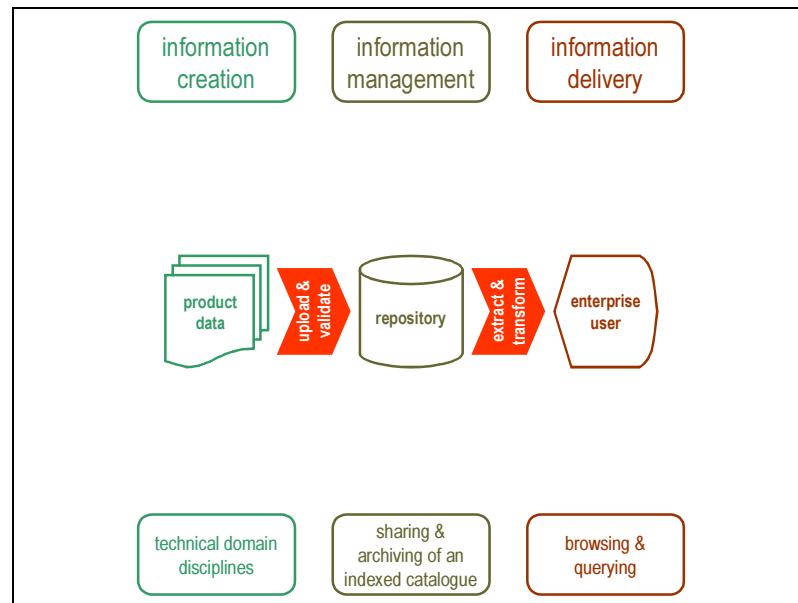 information
creation
information
management
information
delivery
product
data
upload &
validate
repository
extract &
transform
enterprise
user
technical domain
disciplines
sharing &
archiving of an
indexed catalogue
browsing &
querying